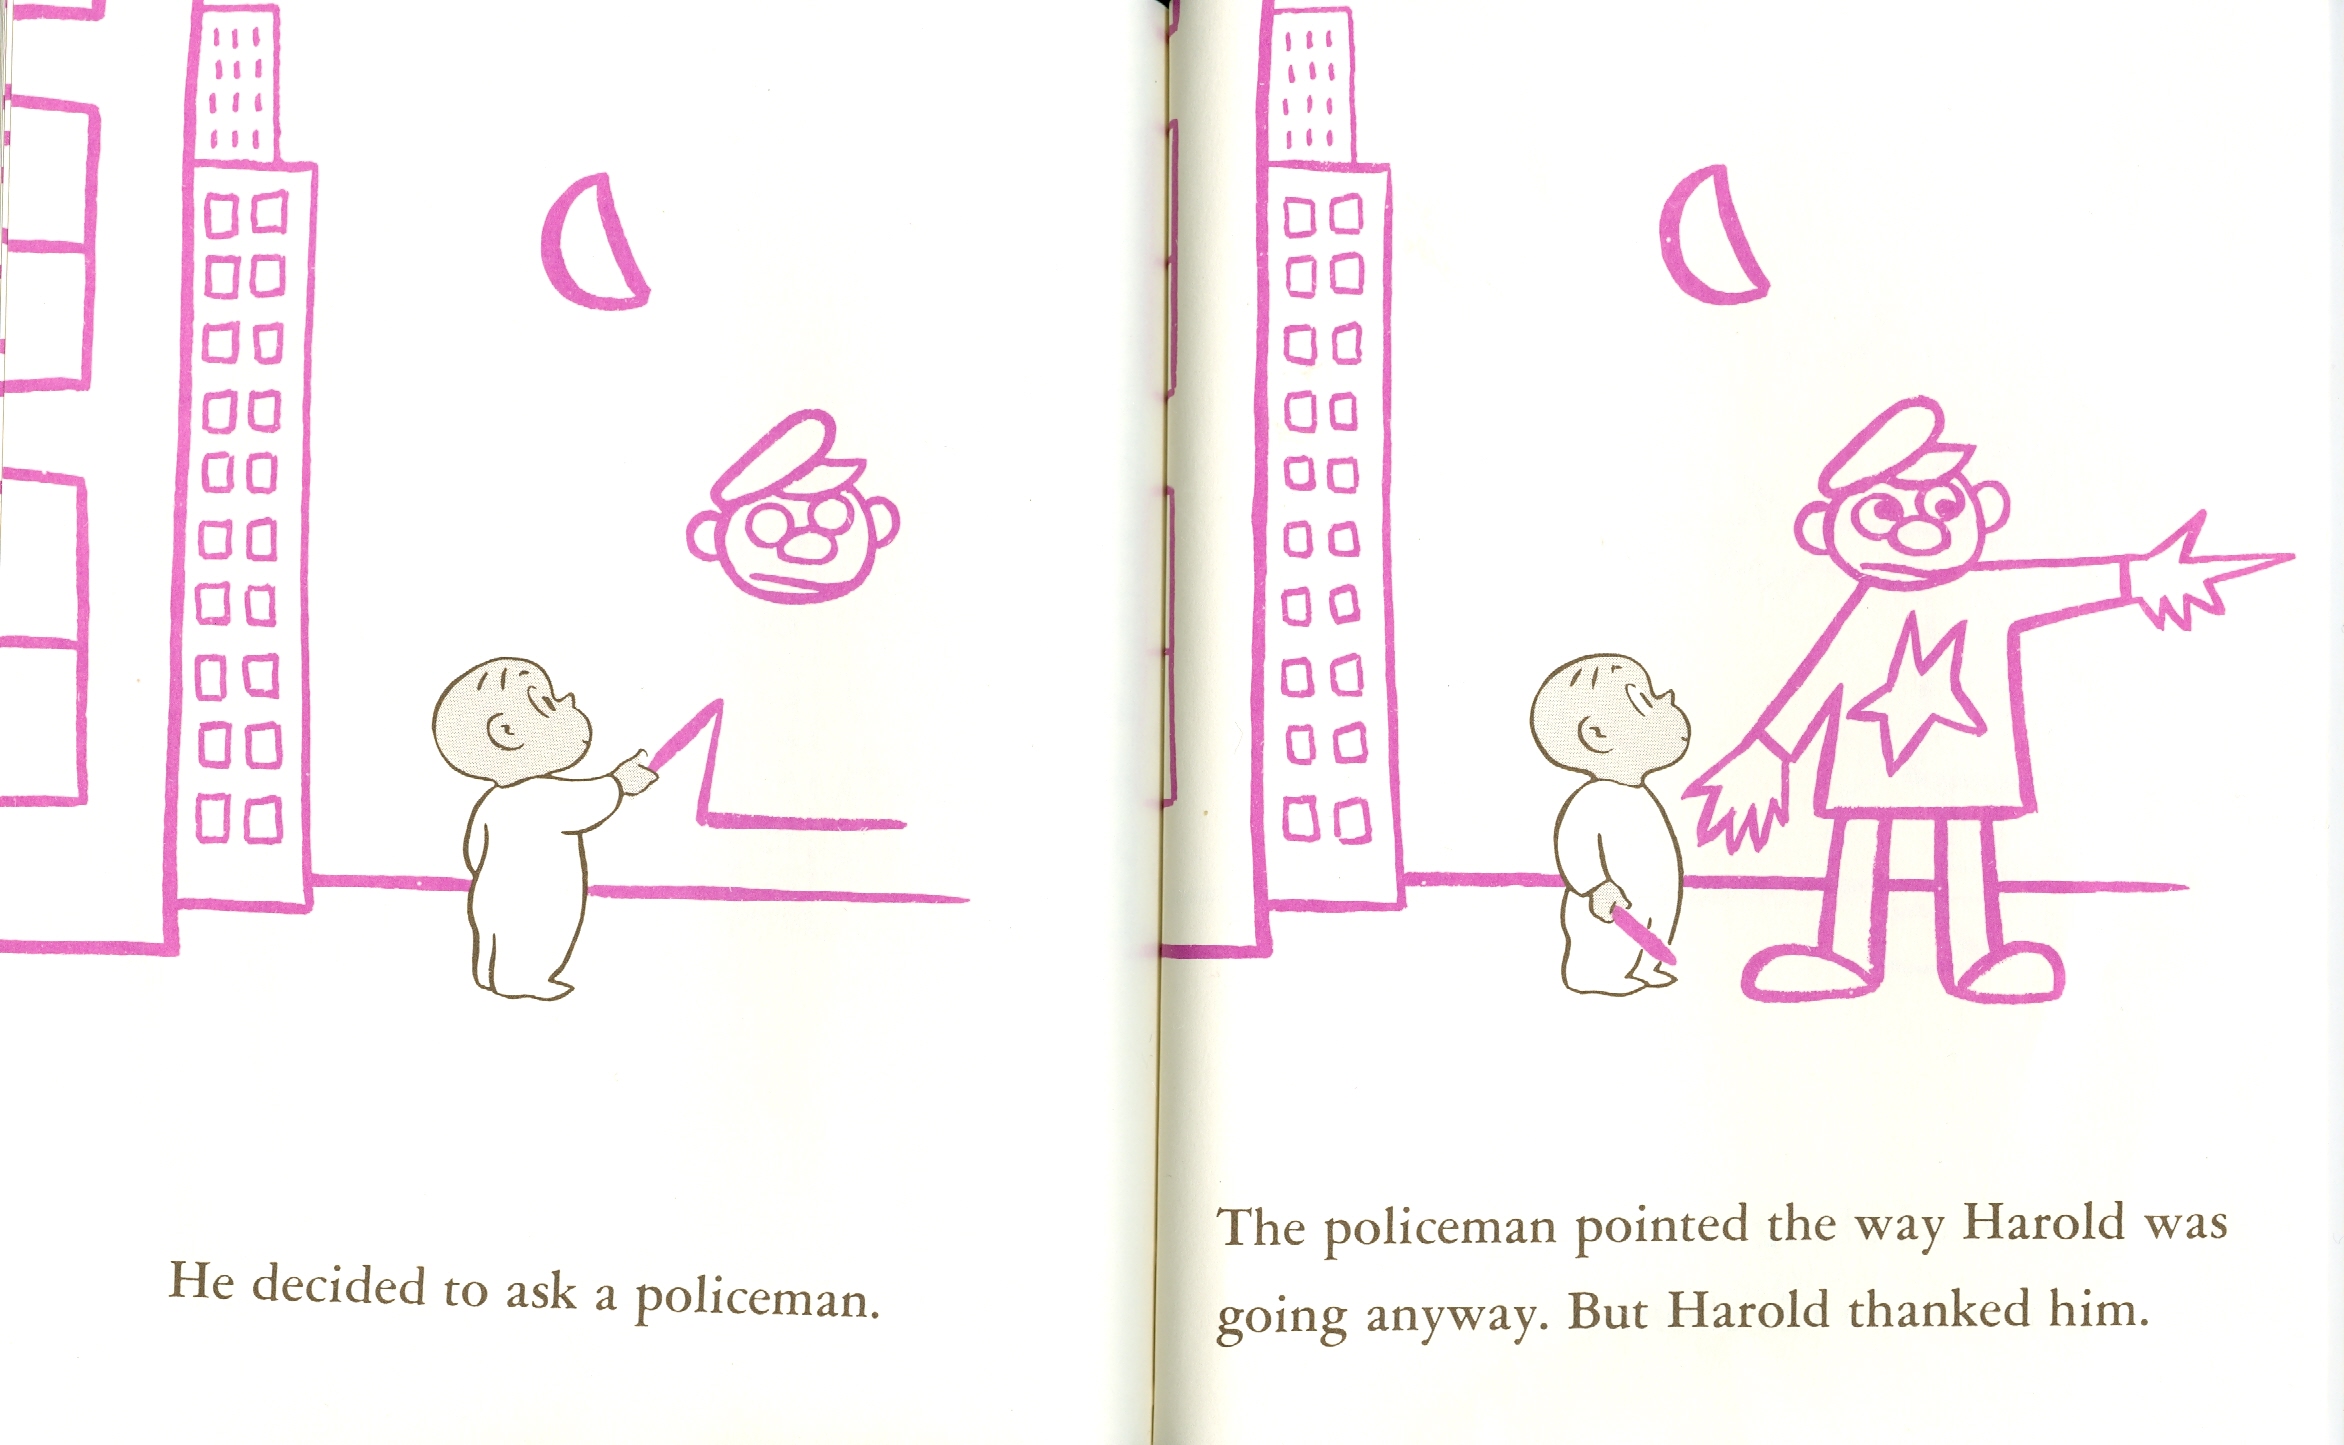 He decided to ask a policeman.
The policeman pointed the way Harold was
going anyway. But Harold thanked him.